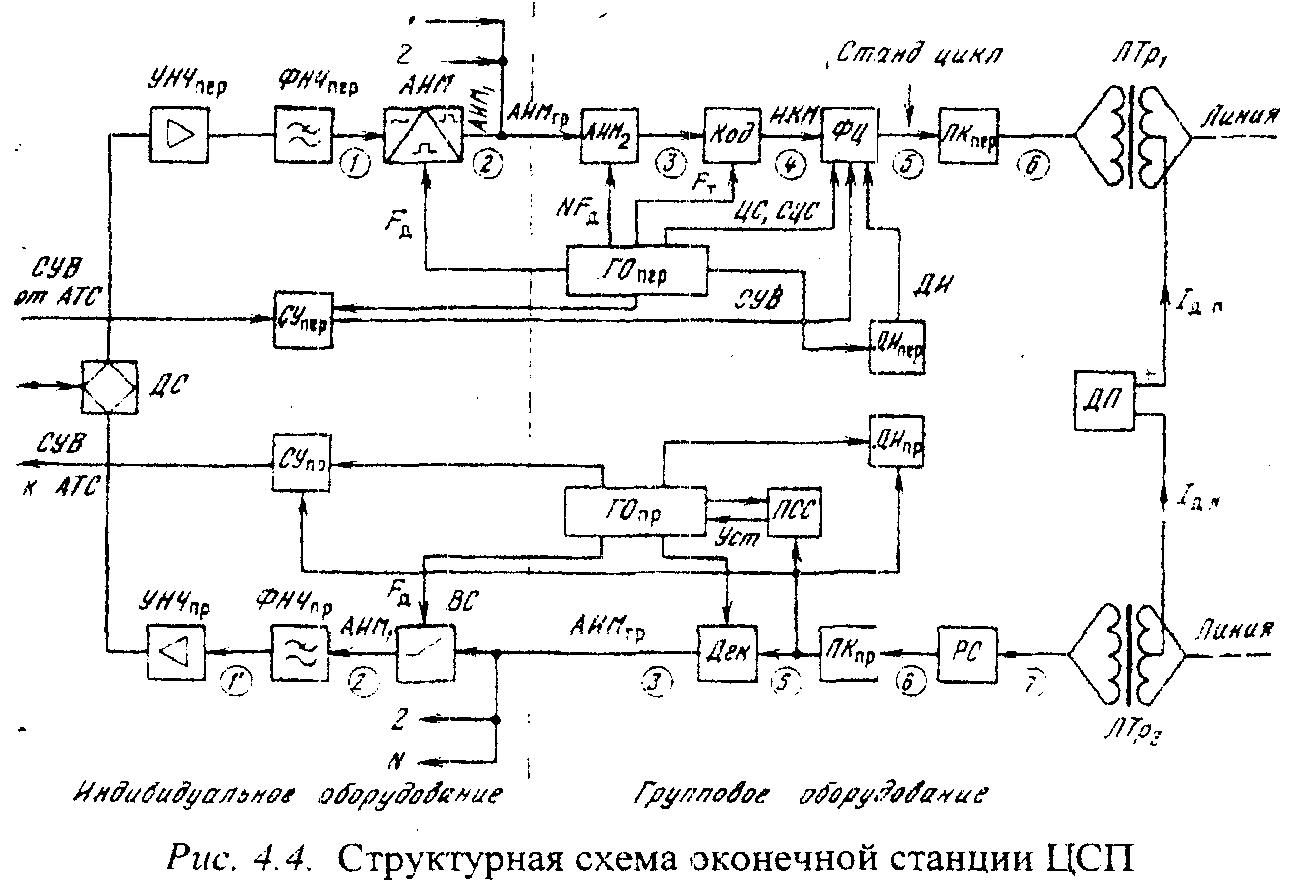 2
УНЧпер
ФНЧпер
АИМ
АИМ₁
АИМгр
АИМ₂
Код
ИКМ
ФЦ
Станд цикл
ПКпер
ЛТр₁
Линия
1
2
3
4
5
6
Fд
NFд
Fт
ЦС, СЦС
ГОпер
СУВ
от АТС
СУпер
СУВ
ДИ
ДИпер
Iд п
ДС
ДП
+
СУВ
к АТС
СУпр
ДИпр
ГОпр
ПСС
Уст
Iд п
Fд
ВС
УНЧпр
ФНЧпр
АИМ₁
АИМгр
Дек
ПКпр
РС
Линия
1'
2
3
5
6
7
ЛТр₂
2
N
Индивидуальное оборудование
Групповое оборудование
Рис. 4.4. Структурная схема оконечной станции ЦСП